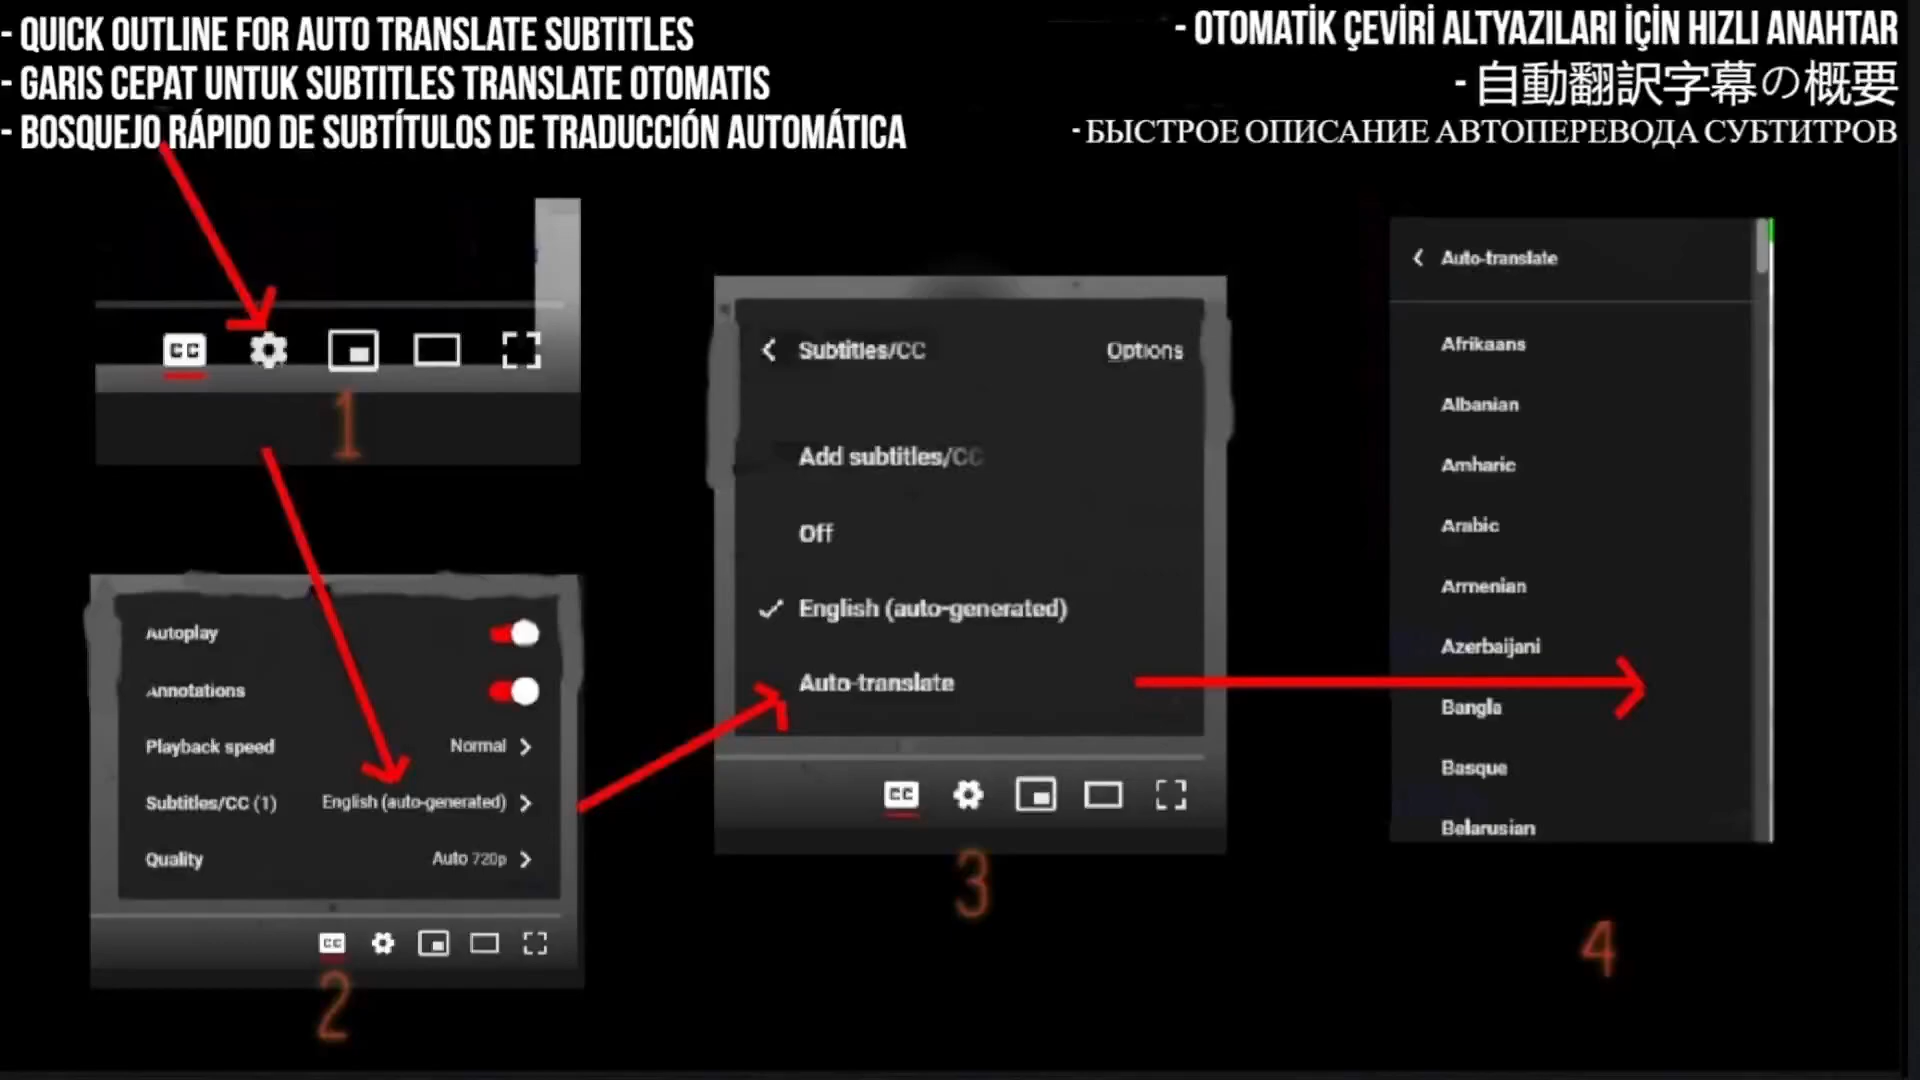 - QUICK OUTLINE FOR AUTO TRANSLATE SUBTITLES
- GARIS CEPAT UNTUK SUBTITLES TRANSLATE OTOMATIS
- BOSQUEJO RÁPIDO DE SUBTÍTULOS DE TRADUCCIÓN AUTOMÁTICA
- OTOMATİK ÇEVİRİ ALTYAZILARI İÇİN HIZLI ANAHTAR
- 自動翻訳字幕の概要
- БЫСТРОЕ ОПИСАНИЕ АВТОПЕРЕВОДА СУБТИТРОВ
CC
1
Autoplay
Annotations
Playback speed Normal
Subtitles/CC (1) English (auto-generated)
Quality Auto 720p
CC
2
Subtitles/CC Options
Add subtitles/CC
Off
English (auto-generated)
Auto-translate
CC
3
Auto-translate
Afrikaans
Albanian
Amharic
Arabic
Armenian
Azerbaijani
Bangla
Basque
Belarusian
4